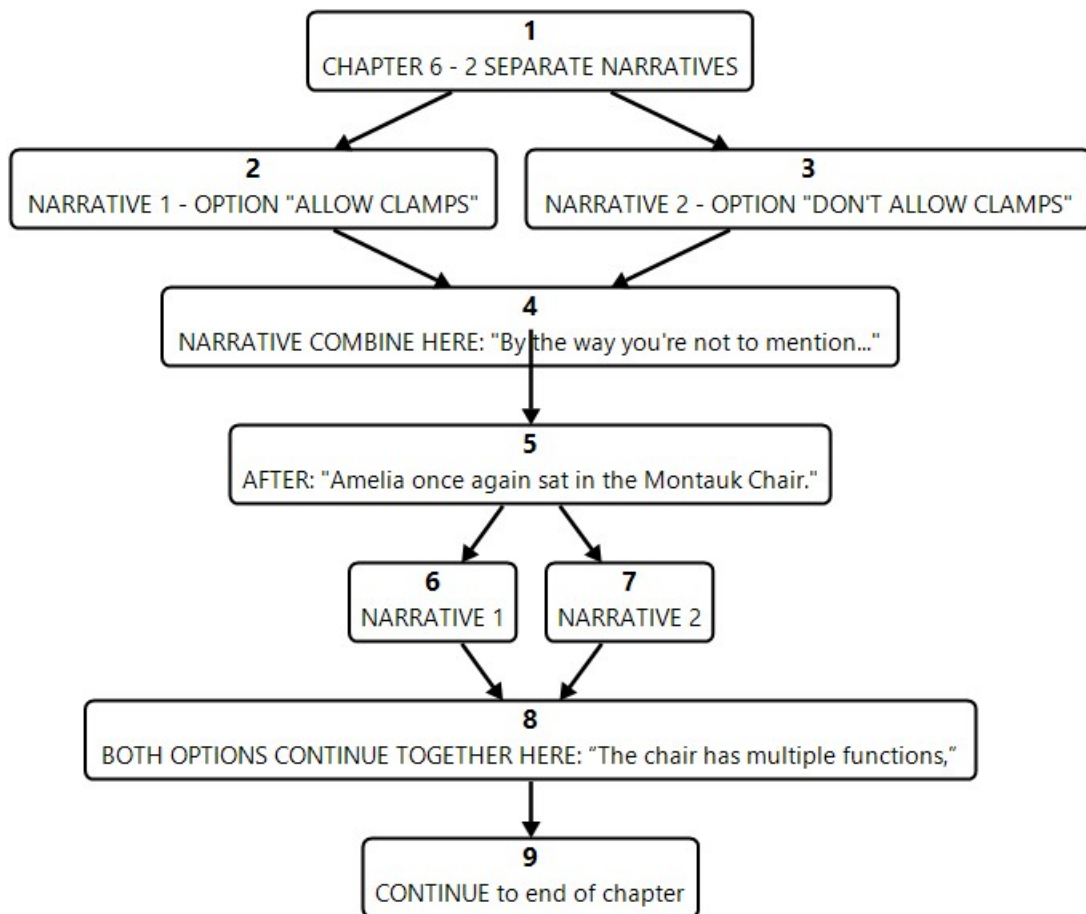 1
CHAPTER 6 - 2 SEPARATE NARRATIVES
2
NARRATIVE 1 - OPTION "ALLOW CLAMPS"
3
NARRATIVE 2 - OPTION "DON'T ALLOW CLAMPS"
4
NARRATIVE COMBINE HERE: "By the way you're not to mention..."
5
AFTER: "Amelia once again sat in the Montauk Chair."
6
NARRATIVE 1
7
NARRATIVE 2
8
BOTH OPTIONS CONTINUE TOGETHER HERE: “The chair has multiple functions,”
9
CONTINUE to end of chapter